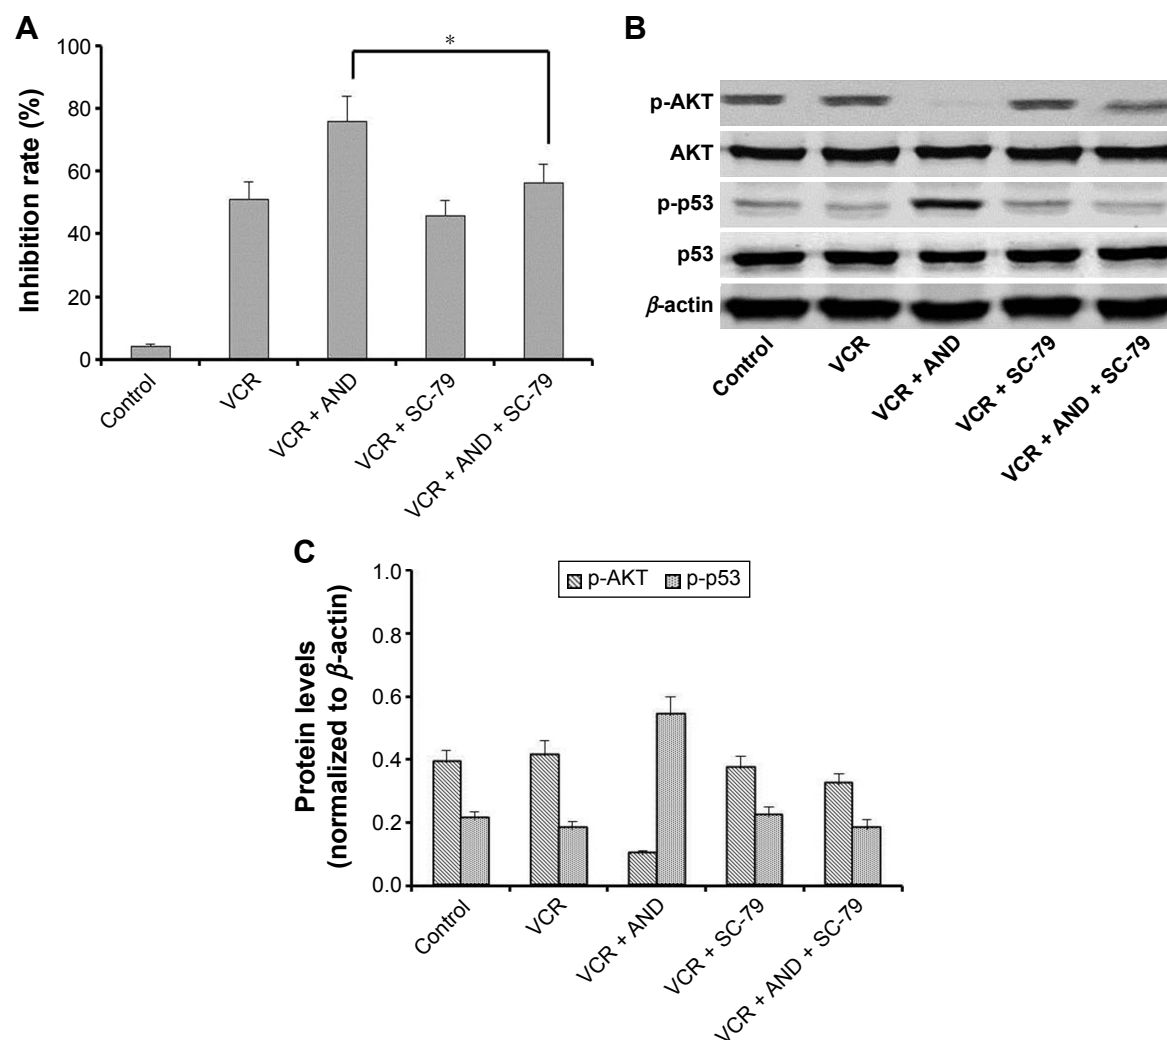 A
100
80
60
40
20
0
Inhibition rate (%)
*
Control
VCR
VCR + AND
VCR + SC-79
VCR + AND + SC-79
B
p-AKT
AKT
p-p53
p53
β-actin
Control
VCR
VCR + AND
VCR + SC-79
VCR + AND + SC-79
C
p-AKT p-p53
1.0
0.8
0.6
0.4
0.2
0.0
Protein levels
(normalized to β-actin)
Control
VCR
VCR + AND
VCR + SC-79
VCR + AND + SC-79